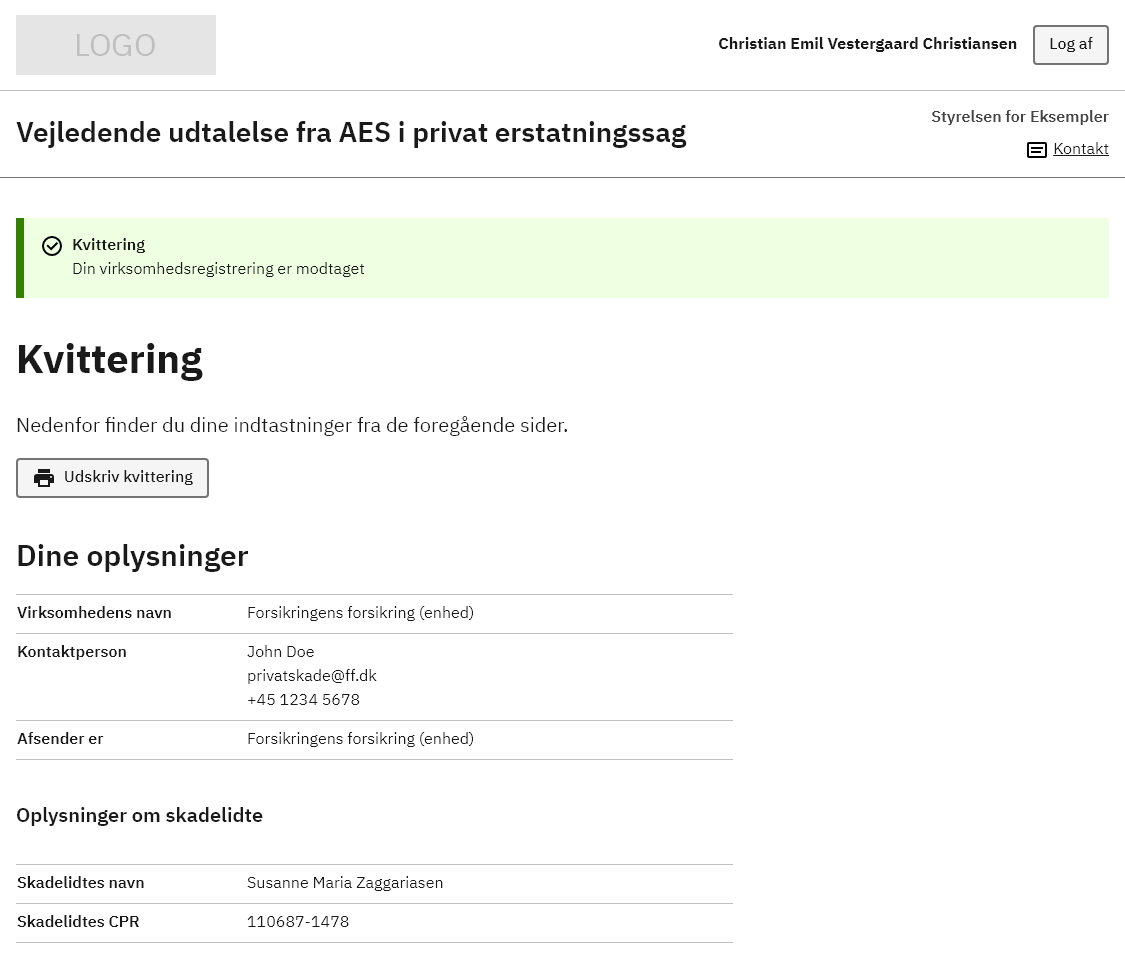 LOGO
Christian Emil Vestergaard Christiansen
Log af
Vejledende udtalelse fra AES i privat erstatningssag
Styrelsen for Eksempler
Kontakt
Kvittering
Din virksomhedsregistrering er modtaget
Kvittering
Nedenfor finder du dine indtastninger fra de foregående sider.
Udskriv kvittering
Dine oplysninger
Virksomhedens navn Forsikringens forsikring (enhed)
Kontaktperson John Doe
privatskade@ff.dk
+45 1234 5678
Afsender er Forsikringens forsikring (enhed)
Oplysninger om skadelidte
Skadelidtes navn Susanne Maria Zaggariasen
Skadelidtes CPR 110687-1478